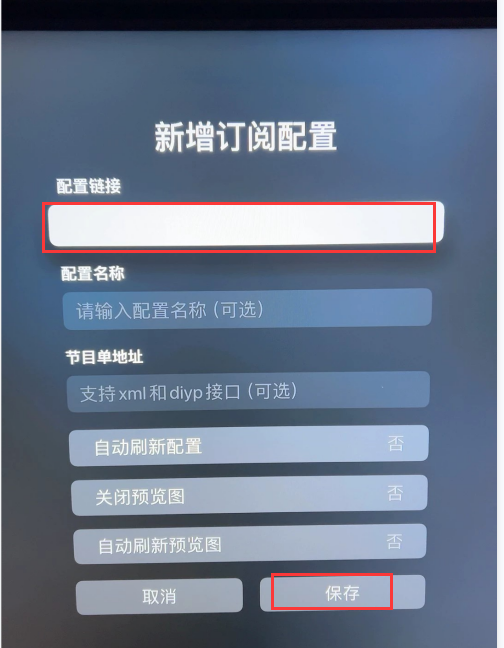 新增订阅配置
配置链接
配置名称
请输入配置名称（可选）
节目单地址
支持xml和diyp接口（可选）
自动刷新配置 否
关闭预览图 否
自动刷新预览图 否
取消 保存